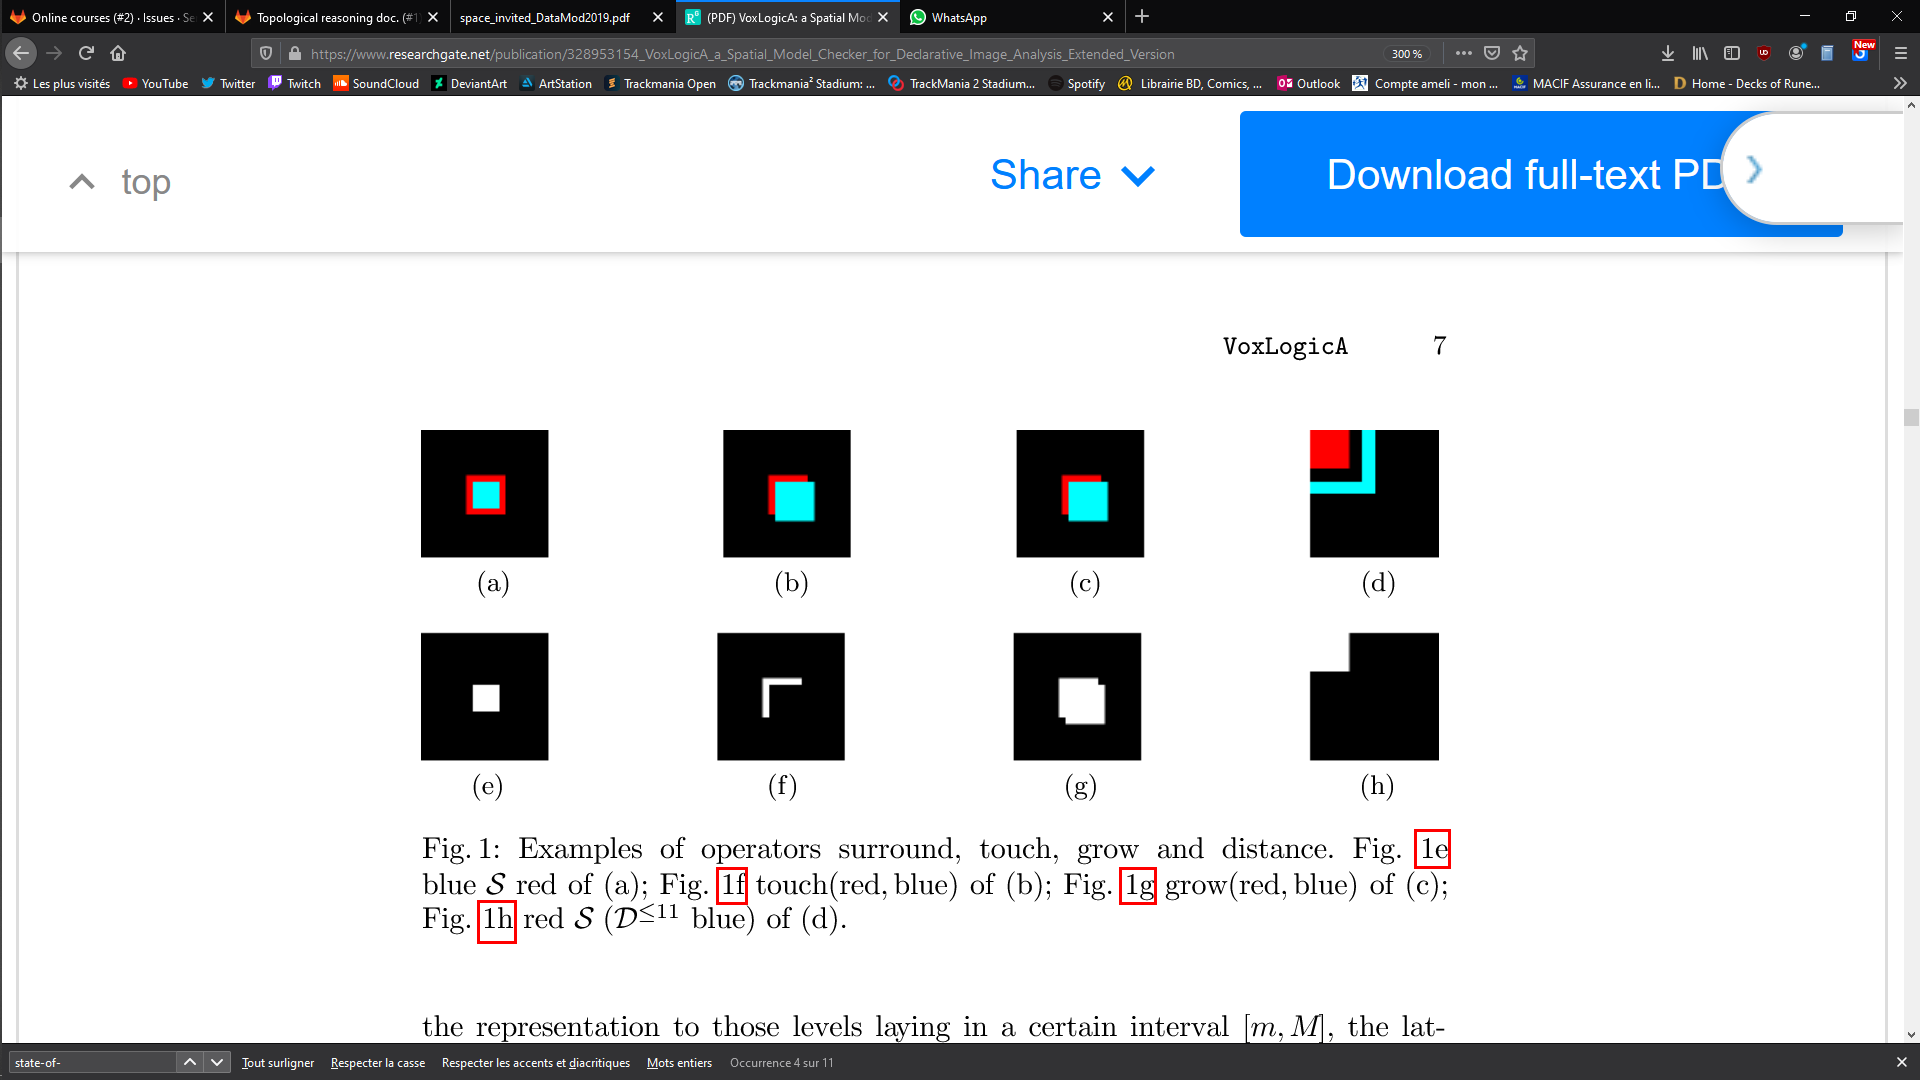 Online courses (#2) · Issues · Se
Topological reasoning doc. (#1
space_invited_DataMod2019.pdf
(PDF) VoxLogicA: a Spatial Mod
WhatsApp
https://www.researchgate.net/publication/328953154_VoxLogicA_a_Spatial_Model_Checker_for_Declarative_Image_Analysis_Extended_Version
300 %
New
Les plus visités
YouTube
Twitter
Twitch
SoundCloud
DeviantArt
ArtStation
Trackmania Open
Trackmania² Stadium: ...
TrackMania 2 Stadium...
Spotify
Librairie BD, Comics, ...
Outlook
Compte ameli - mon ...
MACIF Assurance en li...
Home - Decks of Rune...
top
Share
Download full-text PD
VoxLogicA 7
(a) (b) (c) (d)
(e) (f) (g) (h)
Fig. 1: Examples of operators surround, touch, grow and distance. Fig. 1e
blue S red of (a); Fig. 1f touch(red, blue) of (b); Fig. 1g grow(red, blue) of (c);
Fig. 1h red S (D≤11 blue) of (d).
the representation to those levels laying in a certain interval [m, M], the lat-
state-of-
Tout surligner
Respecter la casse
Respecter les accents et diacritiques
Mots entiers
Occurrence 4 sur 11